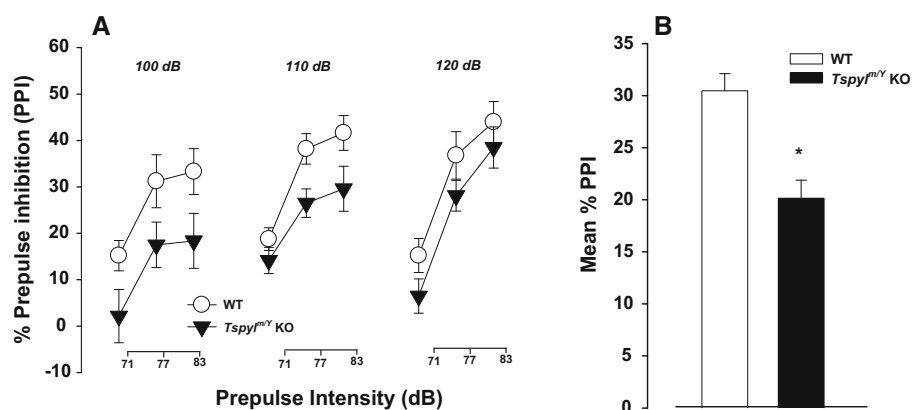 A
% Prepulse inhibition (PPI)
60
50
40
30
20
10
0
-10
100 dB
110 dB
120 dB
WT
Tspyl^m/Y KO
71
77
83
71
77
83
71
77
83
Prepulse Intensity (dB)
B
Mean % PPI
35
30
25
20
15
10
5
0
WT
Tspyl^m/Y KO
*